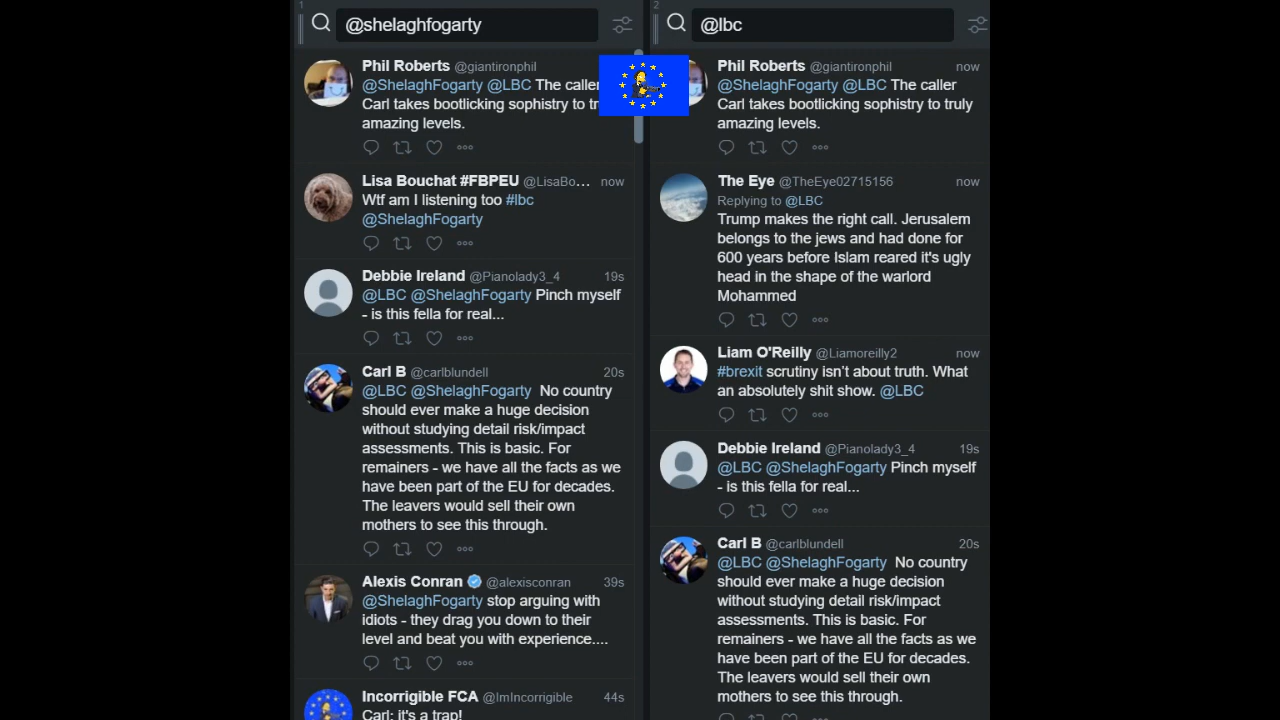 1
@shelaghfogarty
Phil Roberts @giantironphil
@ShelaghFogarty @LBC The caller
Carl takes bootlicking sophistry to
amazing levels.
Lisa Bouchat #FBPEU @LisaBo... now
Wtf am I listening too #lbc
@ShelaghFogarty
Debbie Ireland @Pianolady3_4 19s
@LBC @ShelaghFogarty Pinch myself
- is this fella for real...
Carl B @carlblundell 20s
@LBC @ShelaghFogarty No country
should ever make a huge decision
without studying detail risk/impact
assessments. This is basic. For
remainers - we have all the facts as we
have been part of the EU for decades.
The leavers would sell their own
mothers to see this through.
Alexis Conran @alexisconran 39s
@ShelaghFogarty stop arguing with
idiots - they drag you down to their
level and beat you with experience....
Incorrigible FCA @ImIncorrigible 44s
Carl; it's a trap!
2
@lbc
Phil Roberts @giantironphil now
@ShelaghFogarty @LBC The caller
Carl takes bootlicking sophistry to truly
amazing levels.
The Eye @TheEye02715156 now
Replying to @LBC
Trump makes the right call. Jerusalem
belongs to the jews and had done for
600 years before Islam reared it's ugly
head in the shape of the warlord
Mohammed
Liam O'Reilly @Liamoreilly2 now
#brexit scrutiny isn't about truth. What
an absolutely shit show. @LBC
Debbie Ireland @Pianolady3_4 19s
@LBC @ShelaghFogarty Pinch myself
- is this fella for real...
Carl B @carlblundell 20s
@LBC @ShelaghFogarty No country
should ever make a huge decision
without studying detail risk/impact
assessments. This is basic. For
remainers - we have all the facts as we
have been part of the EU for decades.
The leavers would sell their own
mothers to see this through.